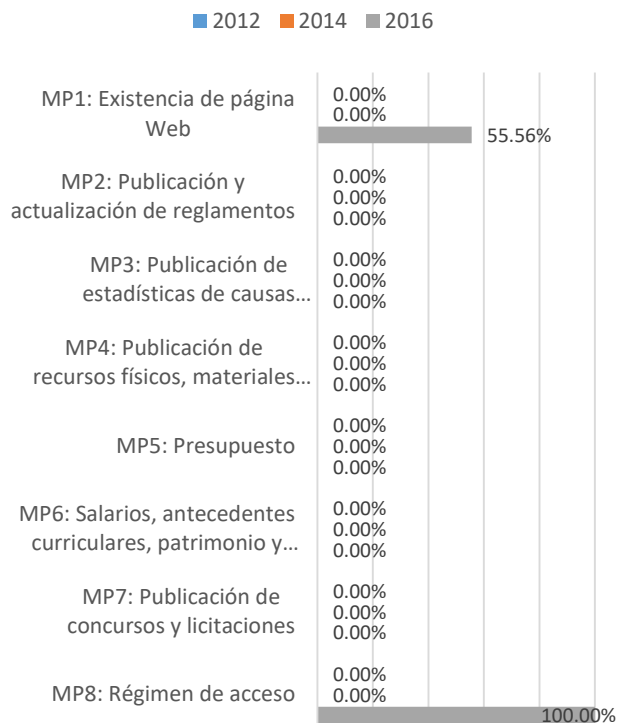 2012 2014 2016
MP1: Existencia de página
Web
0.00%
0.00%
55.56%
MP2: Publicación y
actualización de reglamentos
0.00%
0.00%
0.00%
MP3: Publicación de
estadísticas de causas...
0.00%
0.00%
0.00%
MP4: Publicación de
recursos físicos, materiales...
0.00%
0.00%
0.00%
MP5: Presupuesto
0.00%
0.00%
0.00%
MP6: Salarios, antecedentes
curriculares, patrimonio y...
0.00%
0.00%
0.00%
MP7: Publicación de
concursos y licitaciones
0.00%
0.00%
0.00%
MP8: Régimen de acceso
0.00%
0.00%
100.00%